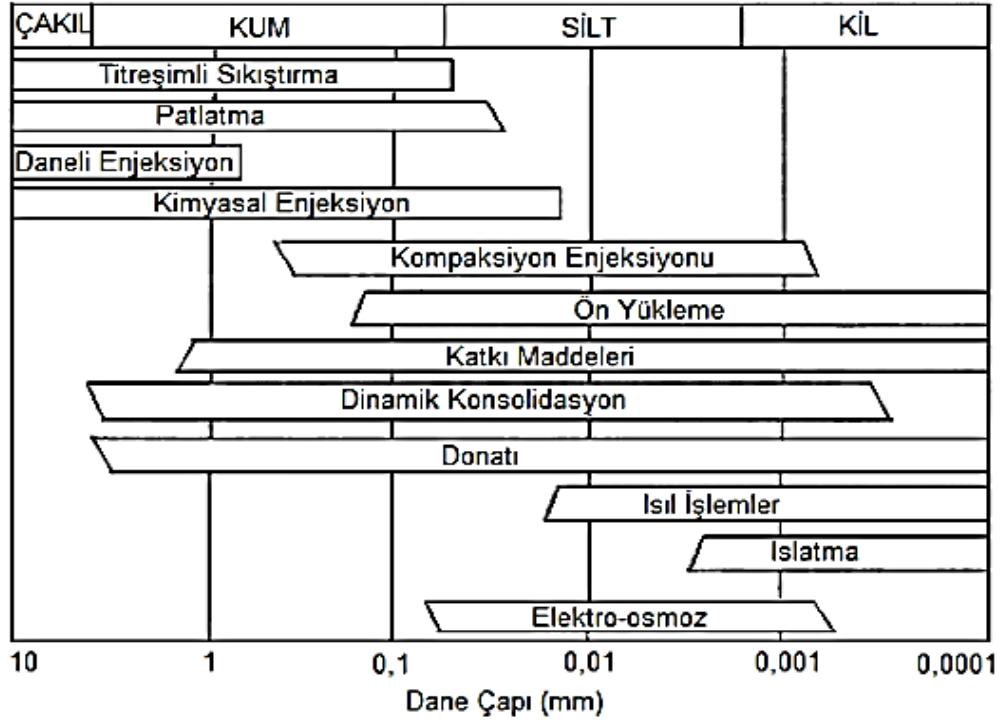 ÇAKIL KUM SİLT KİL
Titreşimli Sıkıştırma
Patlatma
Daneli Enjeksiyon
Kimyasal Enjeksiyon
Kompaksiyon Enjeksiyonu
Ön Yükleme
Katkı Maddeleri
Dinamik Konsolidasyon
Donatı
Isıl İşlemler
Islatma
Elektro-osmoz
10 1 0,1 0,01 0,001 0,0001
Dane Çapı (mm)